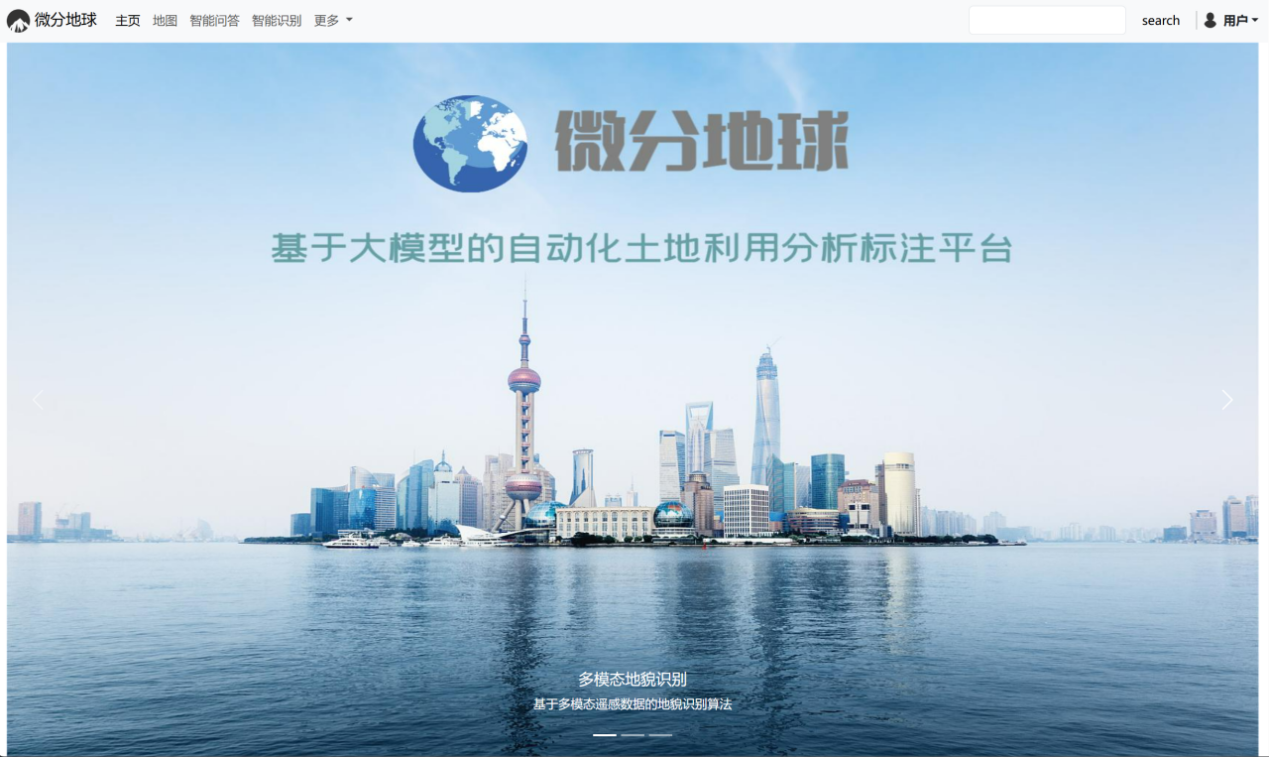 微分地球 主页 地图 智能问答 智能识别 更多 search 用户
微分地球
基于大模型的自动化土地利用分析标注平台
多模态地貌识别
基于多模态遥感数据的地貌识别算法